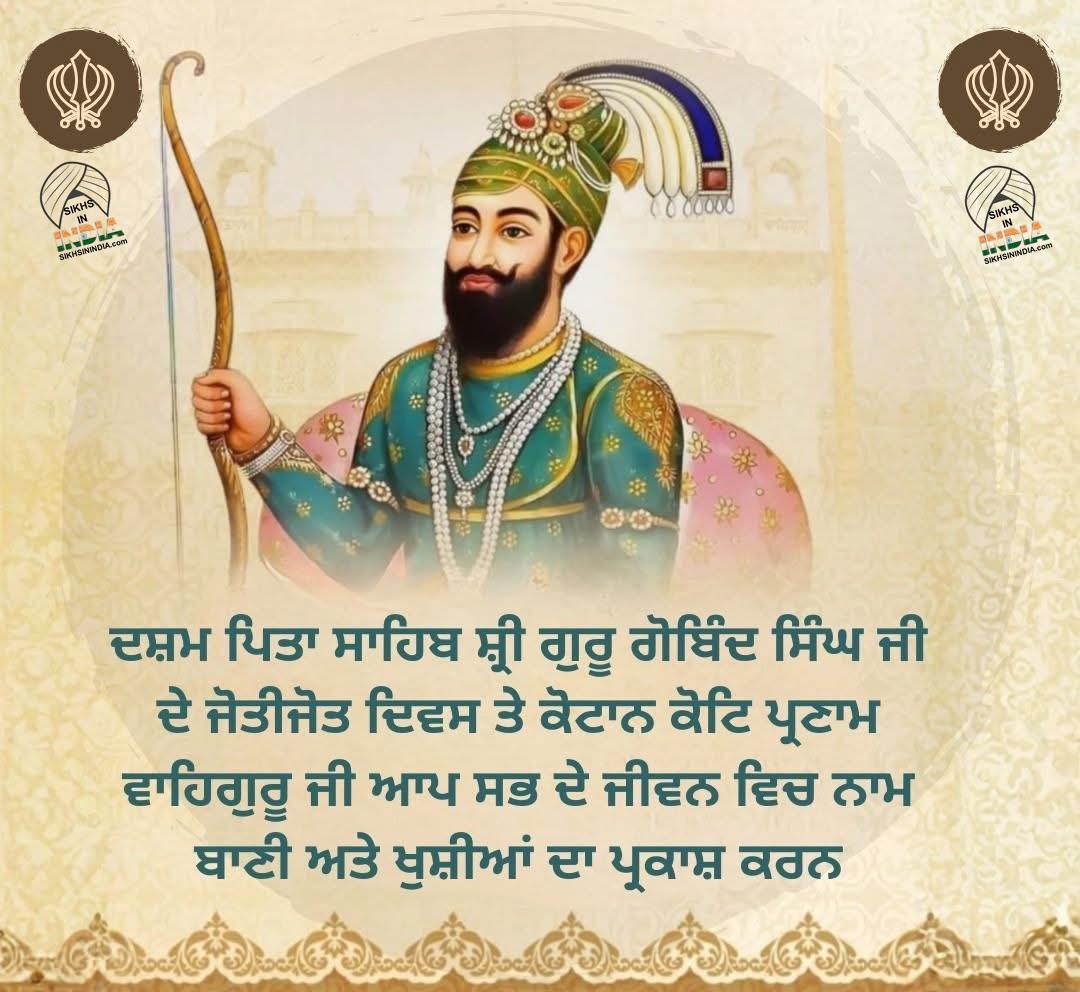 SIKHS
IN
INDIA
SIKHSININDIA.com
SIKHS
IN
INDIA
SIKHSININDIA.com
ਦਸ਼ਮ ਪਿਤਾ ਸਾਹਿਬ ਸ਼੍ਰੀ ਗੁਰੂ ਗੋਬਿੰਦ ਸਿੰਘ ਜੀ
ਦੇ ਜੋਤੀਜੋਤ ਦਿਵਸ ਤੇ ਕੋਟਾਨ ਕੋਟਿ ਪ੍ਰਣਾਮ
ਵਾਹਿਗੁਰੂ ਜੀ ਆਪ ਸਭ ਦੇ ਜੀਵਨ ਵਿਚ ਨਾਮ
ਬਾਣੀ ਅਤੇ ਖੁਸ਼ੀਆਂ ਦਾ ਪ੍ਰਕਾਸ਼ ਕਰਨ